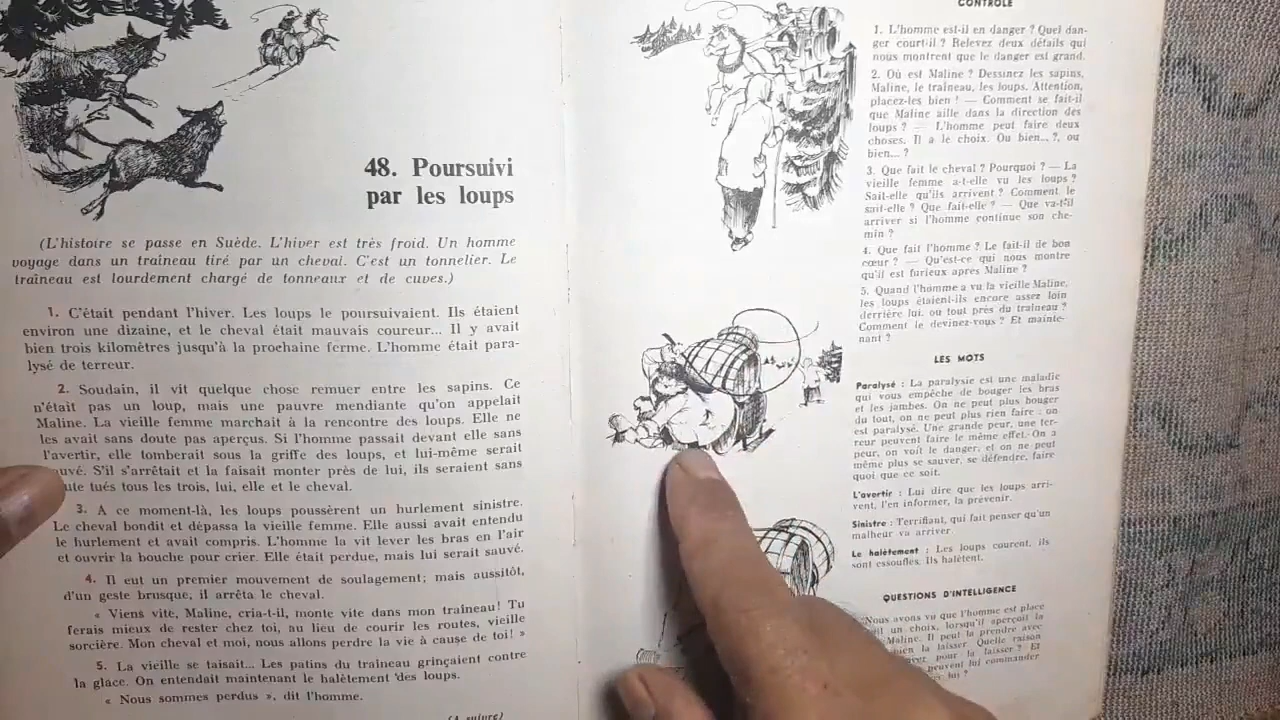 48. Poursuivi
par les loups
(L'histoire se passe en Suède. L'hiver est très froid. Un homme
voyage dans un traîneau tiré par un cheval. C'est un tonnelier. Le
traîneau est lourdement chargé de tonneaux et de cuves.)
1. C'était pendant l'hiver. Les loups le poursuivaient. Ils étaient
environ une dizaine, et le cheval était mauvais coureur... Il y avait
bien trois kilomètres jusqu'à la prochaine ferme. L'homme était para-
lysé de terreur.
2. Soudain, il vit quelque chose remuer entre les sapins. Ce
n'était pas un loup, mais une pauvre mendiante qu'on appelait
Maline. La vieille femme marchait à la rencontre des loups. Elle ne
les avait sans doute pas aperçus. Si l'homme passait devant elle sans
l'avertir, elle tomberait sous la griffe des loups, et lui-même serait
uvé. S'il s'arrêtait et la faisait monter près de lui, ils seraient sans
ute tués tous les trois, lui, elle et le cheval.
3. A ce moment-là, les loups poussèrent un hurlement sinistre.
Le cheval bondit et dépassa la vieille femme. Elle aussi avait entendu
le hurlement et avait compris. L'homme la vit lever les bras en l'air
et ouvrir la bouche pour crier. Elle était perdue, mais lui serait sauvé.
4. Il eut un premier mouvement de soulagement; mais aussitôt,
d'un geste brusque, il arrêta le cheval.
« Viens vite, Maline, cria-t-il, monte vite dans mon traîneau! Tu
ferais mieux de rester chez toi, au lieu de courir les routes, vieille
sorcière. Mon cheval et moi, nous allons perdre la vie à cause de toi! »
5. La vieille se taisait... Les patins du traîneau grinçaient contre
la glace. On entendait maintenant le halètement des loups.
« Nous sommes perdus », dit l'homme.
(A suivre)
CONTRÔLE
1. L'homme est-il en danger ? Quel dan-
ger court-il ? Relevez deux détails qui
nous montrent que le danger est grand.
2. Où est Maline ? Dessinez les sapins,
Maline, le traîneau, les loups. Attention,
placez-les bien ! — Comment se fait-il
que Maline aille dans la direction des
loups ? — L'homme peut faire deux
choses. Il a le choix. Ou bien... ?, ou
bien... ?
3. Que fait le cheval ? Pourquoi ? — La
vieille femme a-t-elle vu les loups ?
Sait-elle qu'ils arrivent ? Comment le
sait-elle ? Que fait-elle ? — Que va-t-il
arriver si l'homme continue son che-
min ?
4. Que fait l'homme ? Le fait-il de bon
cœur ? — Qu'est-ce qui nous montre
qu'il est furieux après Maline ?
5. Quand l'homme a vu la vieille Maline,
les loups étaient-ils encore assez loin
derrière lui, ou tout près du traîneau ?
Comment le devinez-vous ? Et mainte-
nant ?
LES MOTS
Paralysé : La paralysie est une maladie
qui vous empêche de bouger les bras
et les jambes. On ne peut plus bouger
du tout, on ne peut plus rien faire : on
est paralysé. Une grande peur, une ter-
reur peuvent faire le même effet. On a
peur, on voit le danger, et on ne peut
même plus se sauver, se défendre, faire
quoi que ce soit.
L'avertir : Lui dire que les loups arri-
vent, l'en informer, la prévenir.
Sinistre : Terrifiant, qui fait penser qu'un
malheur va arriver.
Le halètement : Les loups courent, ils
sont essoufflés. Ils halètent.
QUESTIONS D'INTELLIGENCE
Nous avons vu que l'homme est placé
un choix, lorsqu'il aperçoit la
Maline. Il peut la prendre avec
bien la laisser. Quelle raison
pour la laisser ? Et
peuvent lui commander
lui ?